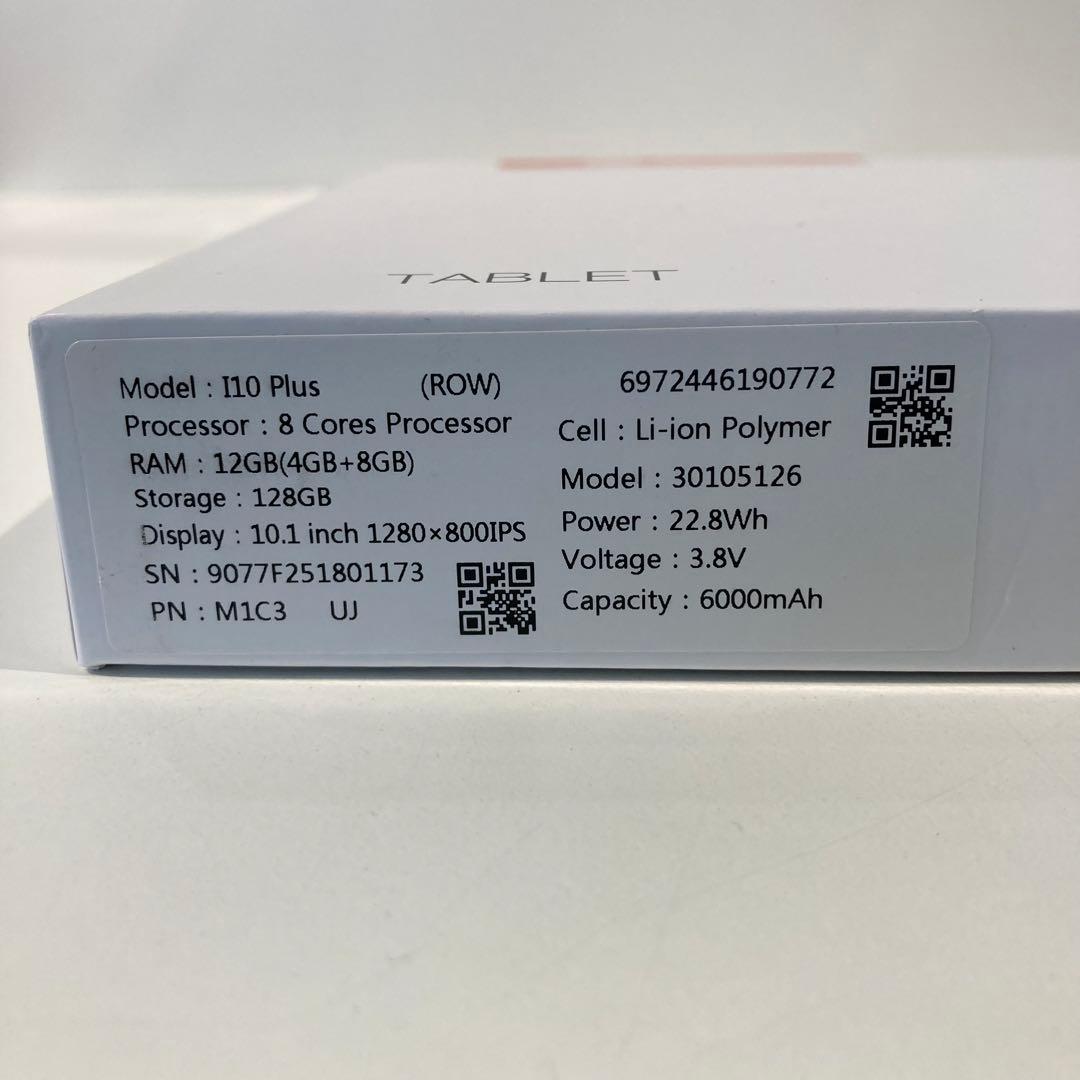 TABLET
Model : I10 Plus (ROW)
Processor : 8 Cores Processor
RAM : 12GB(4GB+8GB)
Storage : 128GB
Display : 10.1 inch 1280×800IPS
SN : 9077F251801173
PN : M1C3 UJ
6972446190772
Cell : Li-ion Polymer
Model : 30105126
Power : 22.8Wh
Voltage : 3.8V
Capacity : 6000mAh